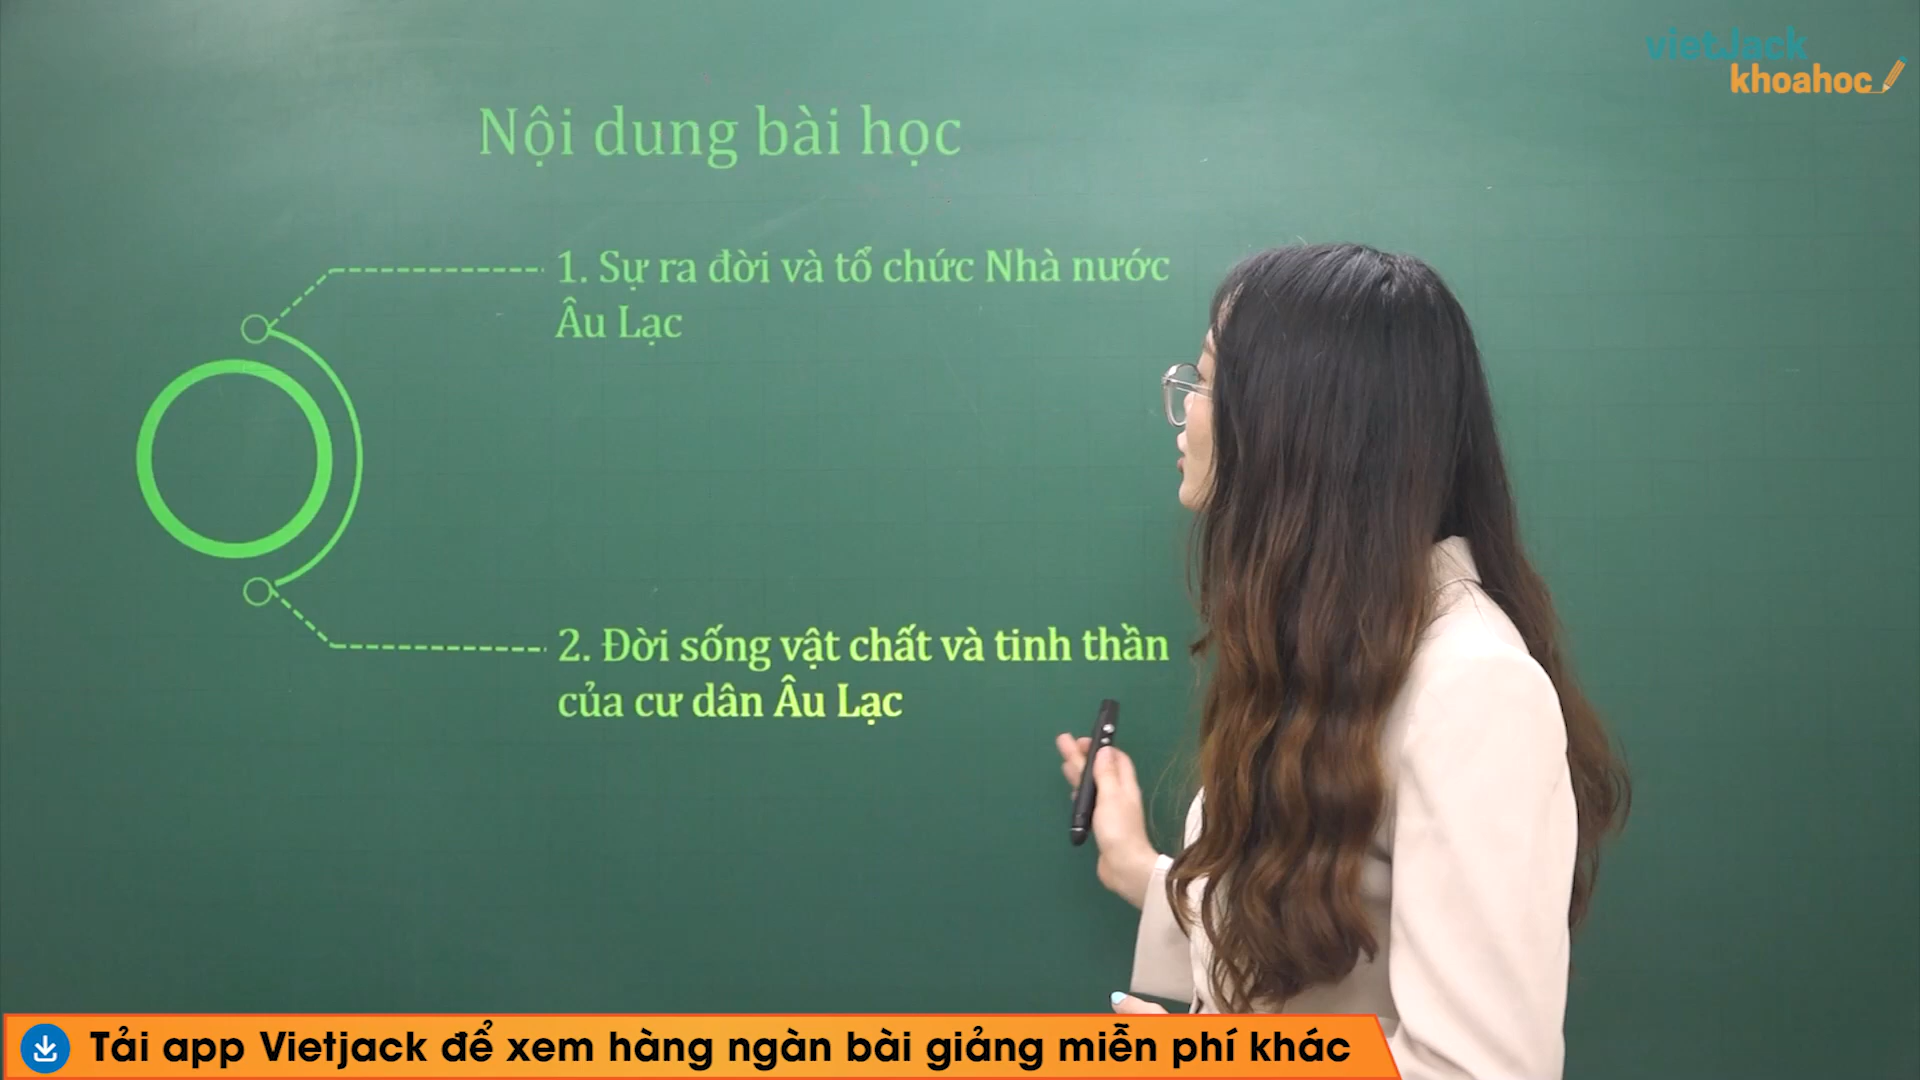 vietJack
khoahoc
Nội dung bài học
1. Sự ra đời và tổ chức Nhà nước
Âu Lạc
2. Đời sống vật chất và tinh thần
của cư dân Âu Lạc
Tải app Vietjack để xem hàng ngàn bài giảng miễn phí khác